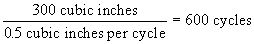 300 cubic inches
0.5 cubic inches per cycle
= 600 cycles